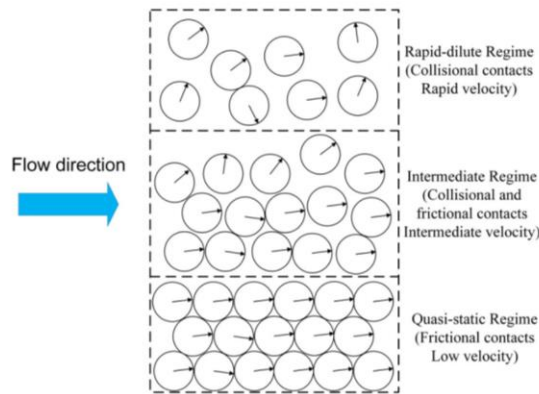 Rapid-dilute Regime
(Collisional contacts
Rapid velocity)
Flow direction
Intermediate Regime
(Collisional and
frictional contacts
Intermediate velocity)
Quasi-static Regime
(Frictional contacts
Low velocity)